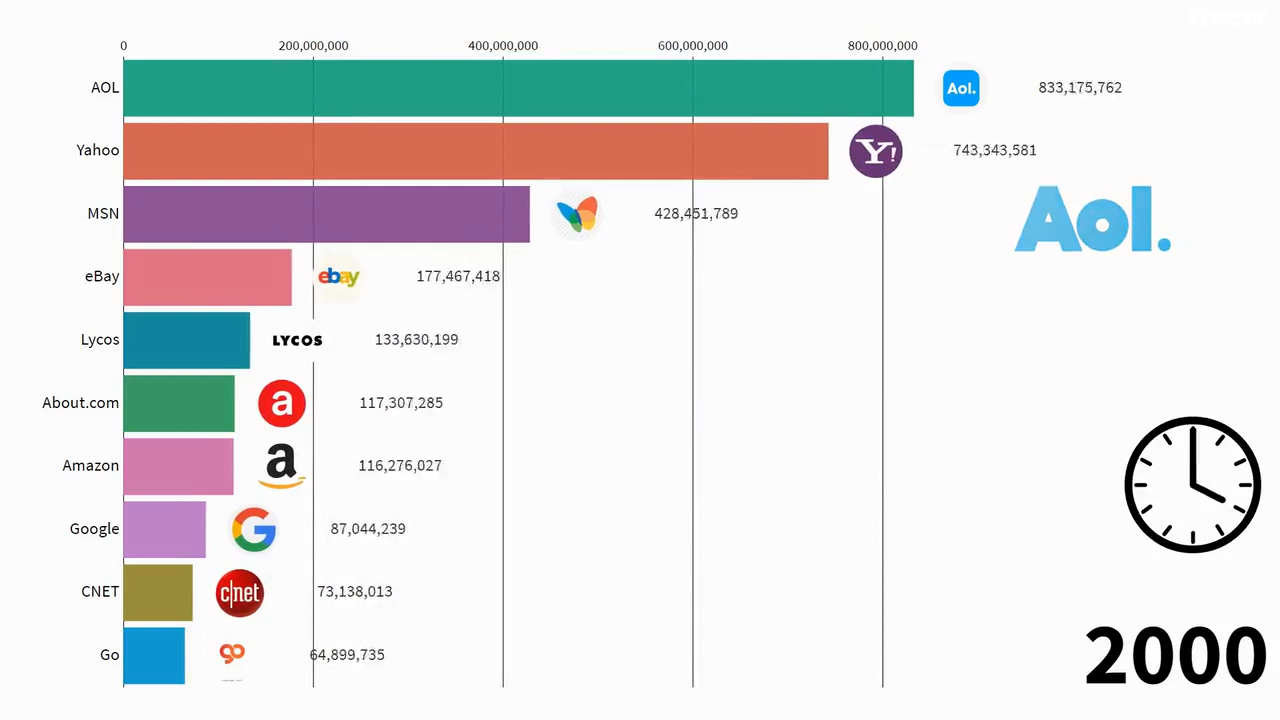 0 200,000,000 400,000,000 600,000,000 800,000,000
AOL Aol. 833,175,762
Yahoo Y! 743,343,581
MSN 428,451,789
Aol.
eBay ebay 177,467,418
Lycos LYCOS 133,630,199
About.com a 117,307,285
Amazon a 116,276,027
Google G 87,044,239
CNET c|net 73,138,013
Go go 64,899,735
2000